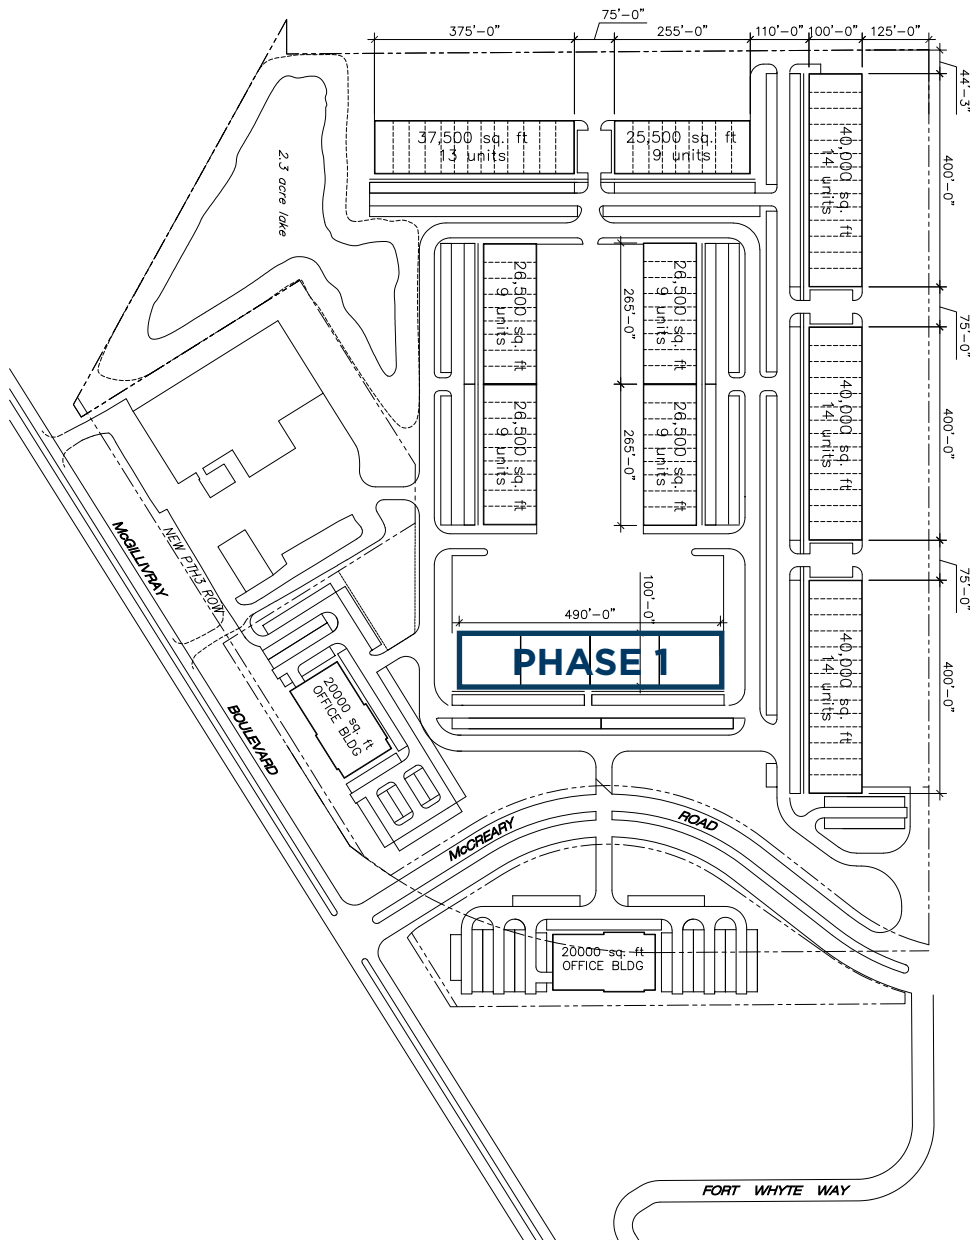 375'-0"
75'-0"
255'-0"
110'-0"
100'-0"
125'-0"
44'-3"
400'-0"
75'-0"
400'-0"
75'-0"
400'-0"
37,500 sq. ft
13 units
25,500 sq. ft
9 units
40,000 sq. ft
14 units
40,000 sq. ft
14 units
40,000 sq. ft
14 units
2.3 acre lake
26,500 sq. ft
9 units
26,500 sq. ft
9 units
265'-0"
26,500 sq. ft
9 units
26,500 sq. ft
9 units
265'-0"
100'-0"
490'-0"
PHASE 1
McGILLIVRAY
NEW PTH3 ROW
BOULEVARD
20000 sq. ft
OFFICE BLDG
McCREARY
ROAD
20000 sq. ft
OFFICE BLDG
FORT WHYTE WAY